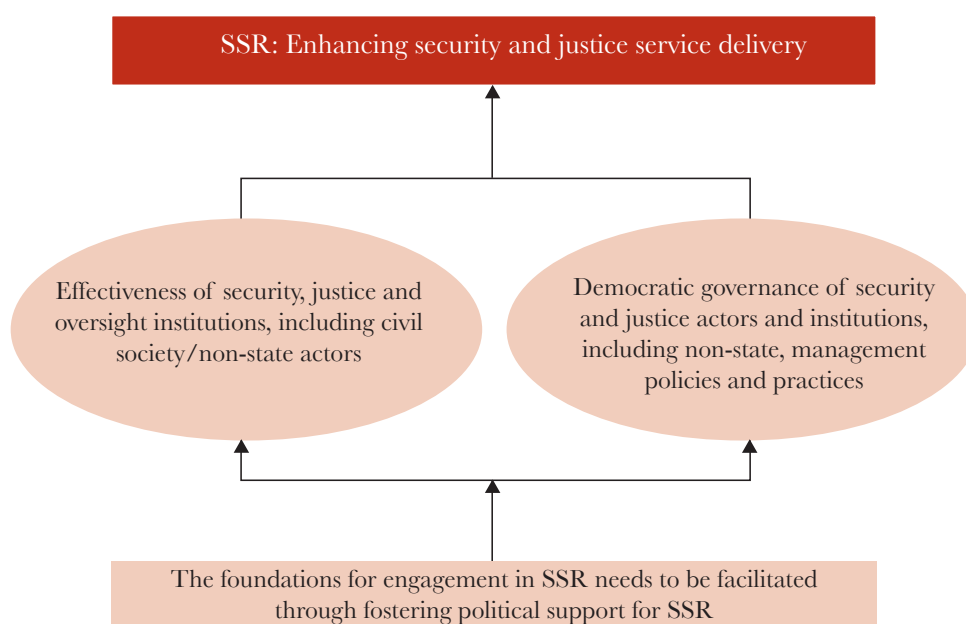 SSR: Enhancing security and justice service delivery
Effectiveness of security, justice and
oversight institutions, including civil
society/non-state actors
Democratic governance of security
and justice actors and institutions,
including non-state, management
policies and practices
The foundations for engagement in SSR needs to be facilitated
through fostering political support for SSR